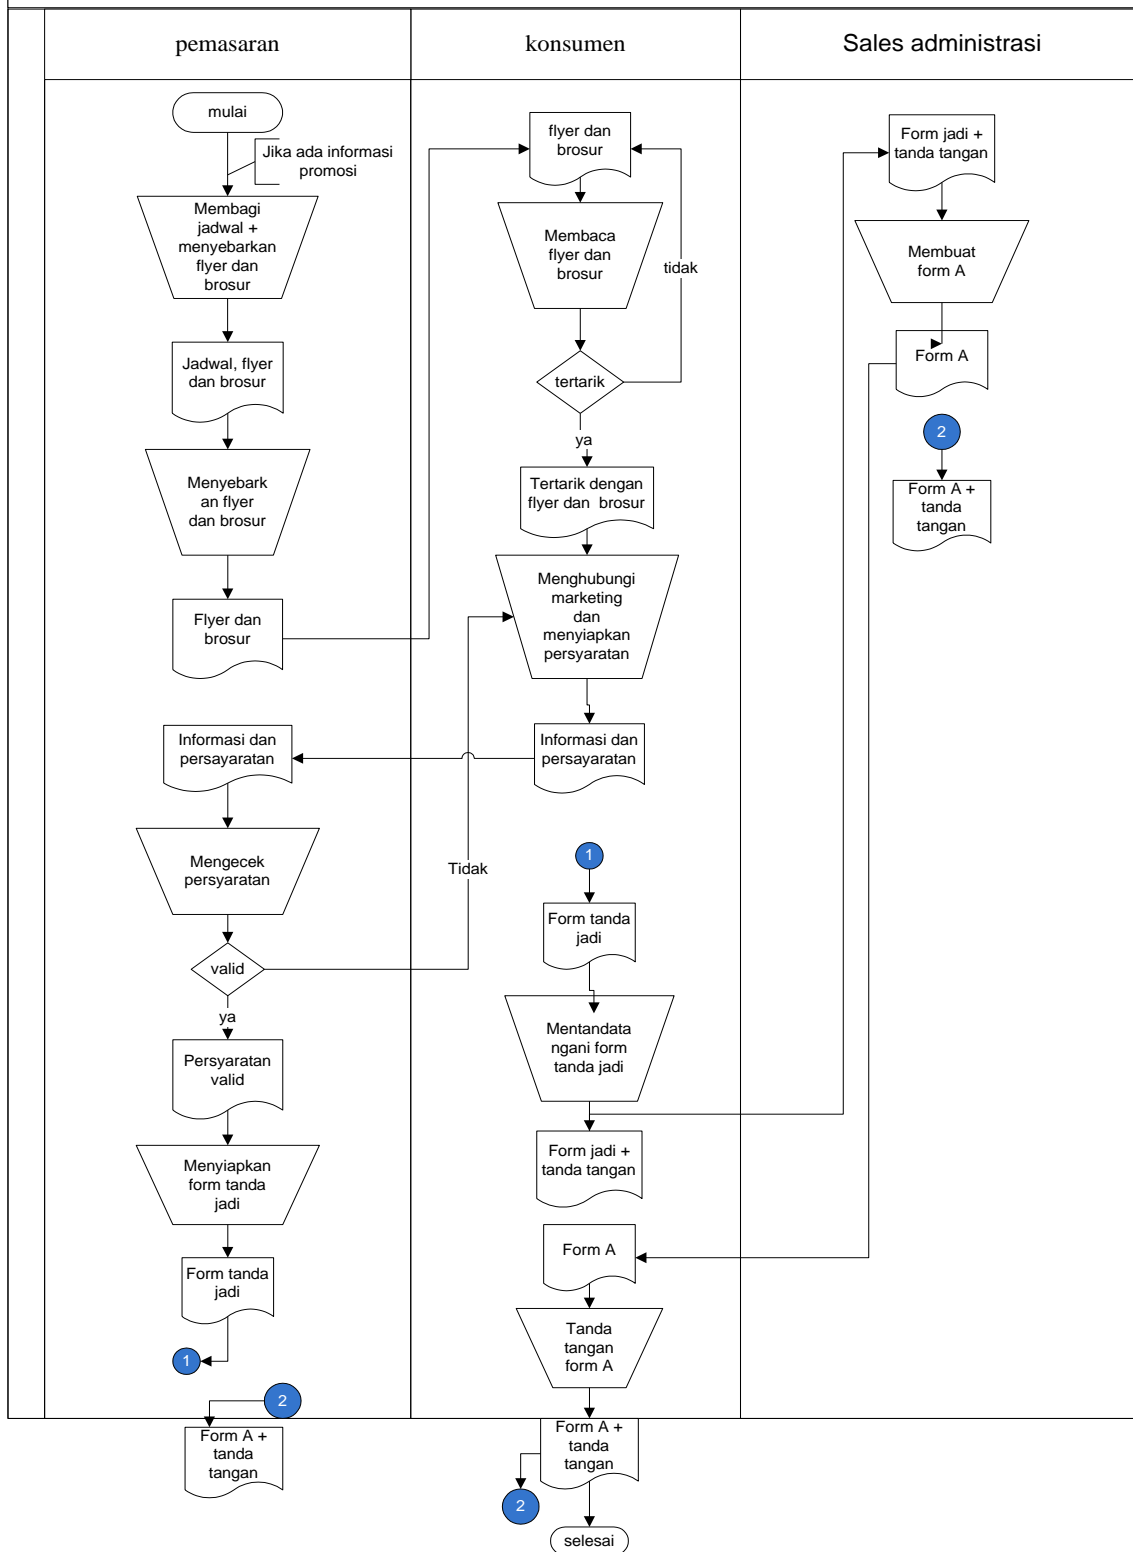 pemasaran
konsumen
Sales administrasi
mulai
Jika ada informasi
promosi
Membagi
jadwal +
menyebarkan
flyer dan
brosur
Jadwal, flyer
dan brosur
Menyebark
an flyer
dan brosur
Flyer dan
brosur
Informasi dan
persayaratan
Mengecek
persyaratan
valid
Tidak
ya
Persyaratan
valid
Menyiapkan
form tanda
jadi
Form tanda
jadi
1
2
Form A +
tanda
tangan
flyer dan
brosur
Membaca
flyer dan
brosur
tidak
tertarik
ya
Tertarik dengan
flyer dan  brosur
Menghubungi
marketing
dan
menyiapkan
persyaratan
Informasi dan
persayaratan
1
Form tanda
jadi
Mentandata
ngani form
tanda jadi
Form jadi +
tanda tangan
Form A
Tanda
tangan
form A
Form A +
tanda
tangan
2
selesai
Form jadi +
tanda tangan
Membuat
form A
Form A
2
Form A +
tanda
tangan